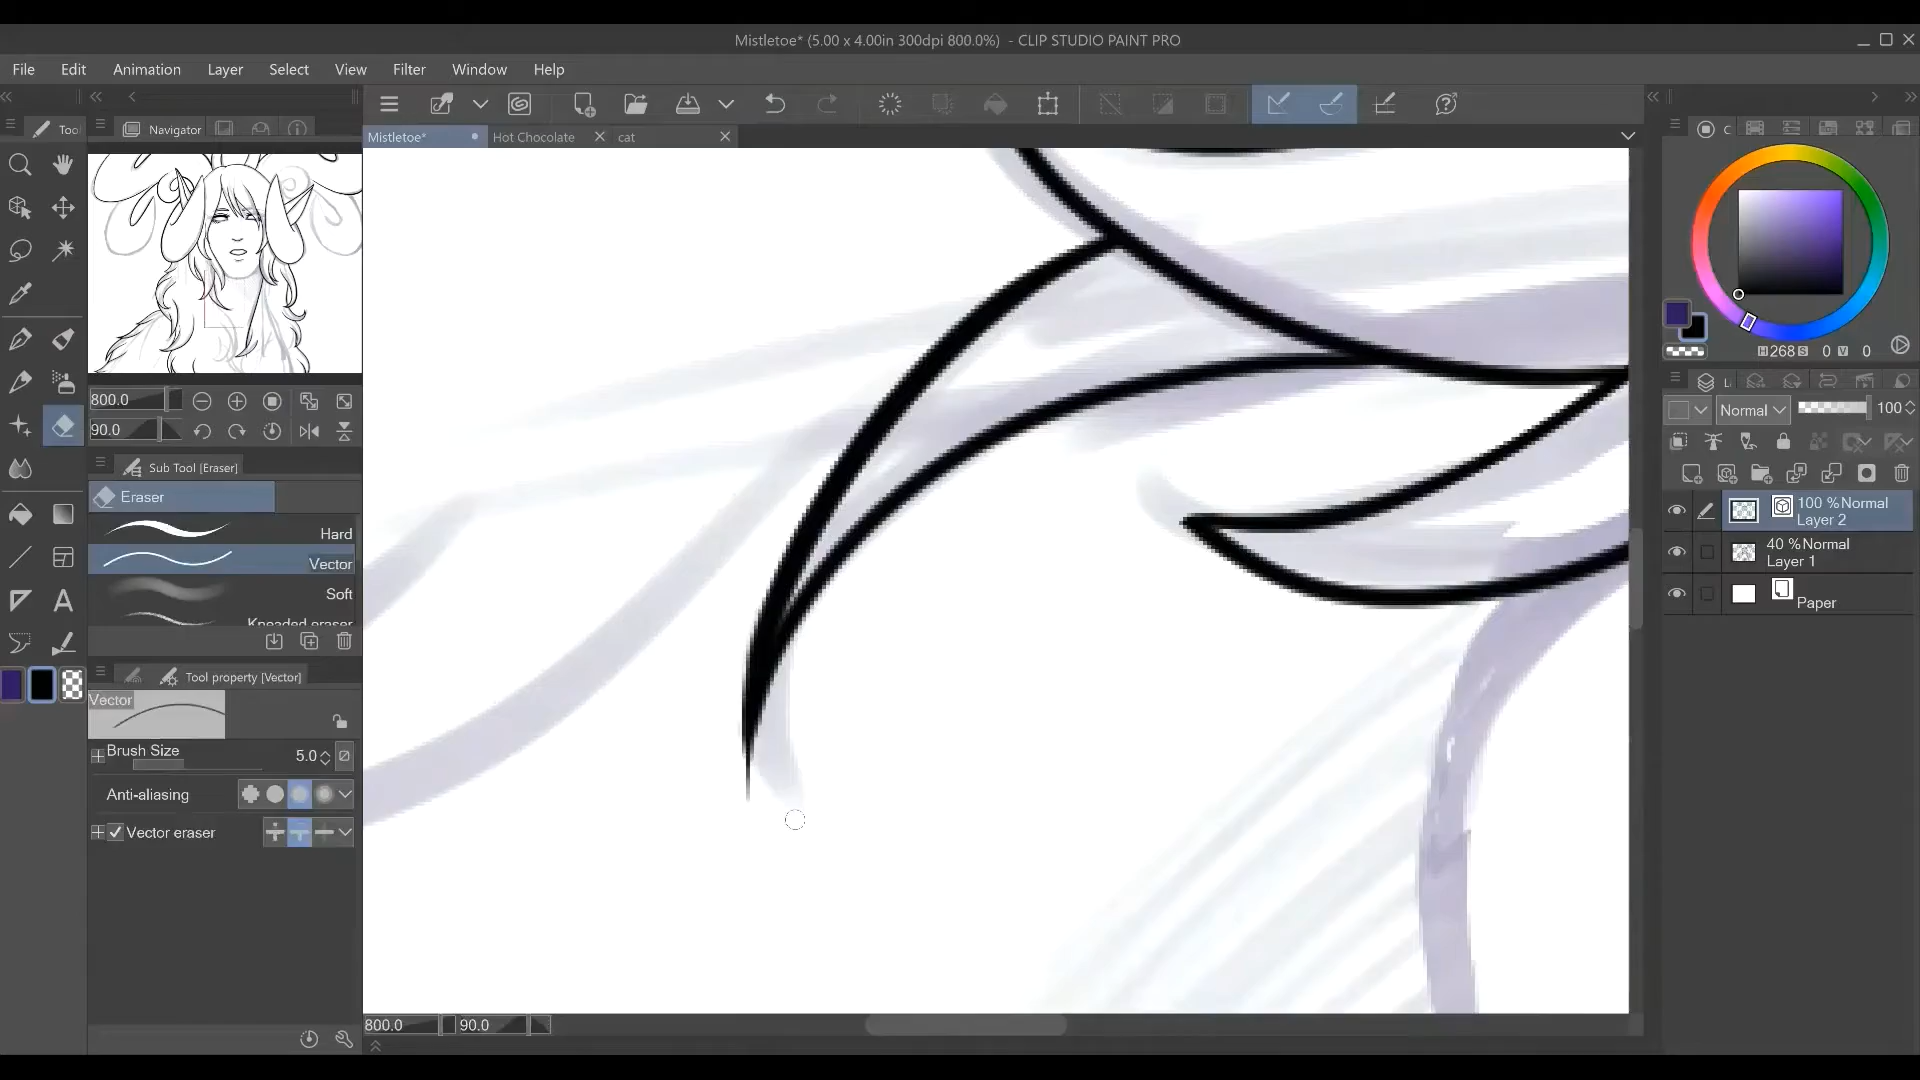 Mistletoe* (5.00 x 4.00in 300dpi 800.0%) - CLIP STUDIO PAINT PRO
File Edit Animation Layer Select View Filter Window Help
Tool
Navigator
Mistletoe* Hot Chocolate cat
C
H 268 S 0 V 0
800.0
90.0
Normal 100
Sub Tool [Eraser]
Eraser
Hard
Vector
Soft
Kneaded eraser
100 %Normal
Layer 2
40 %Normal
Layer 1
Paper
A
Tool property [Vector]
Vector
Brush Size 5.0
Anti-aliasing
Vector eraser
800.0 90.0